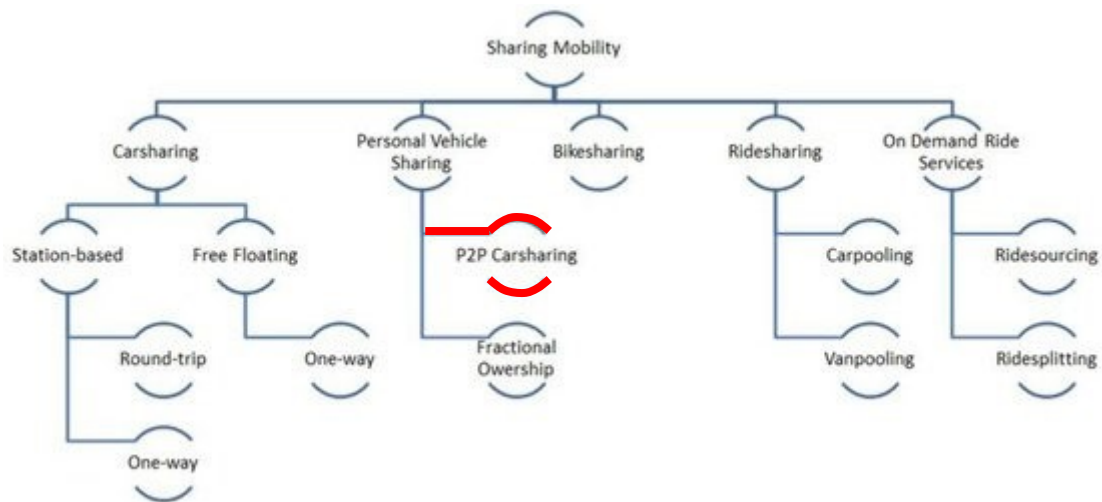 Sharing Mobility
Carsharing
Personal Vehicle
Sharing
Bikesharing
Ridesharing
On Demand Ride
Services
Station-based
Free Floating
P2P Carsharing
Carpooling
Ridesourcing
Round-trip
One-way
Fractional
Owership
Vanpooling
Ridesplitting
One-way